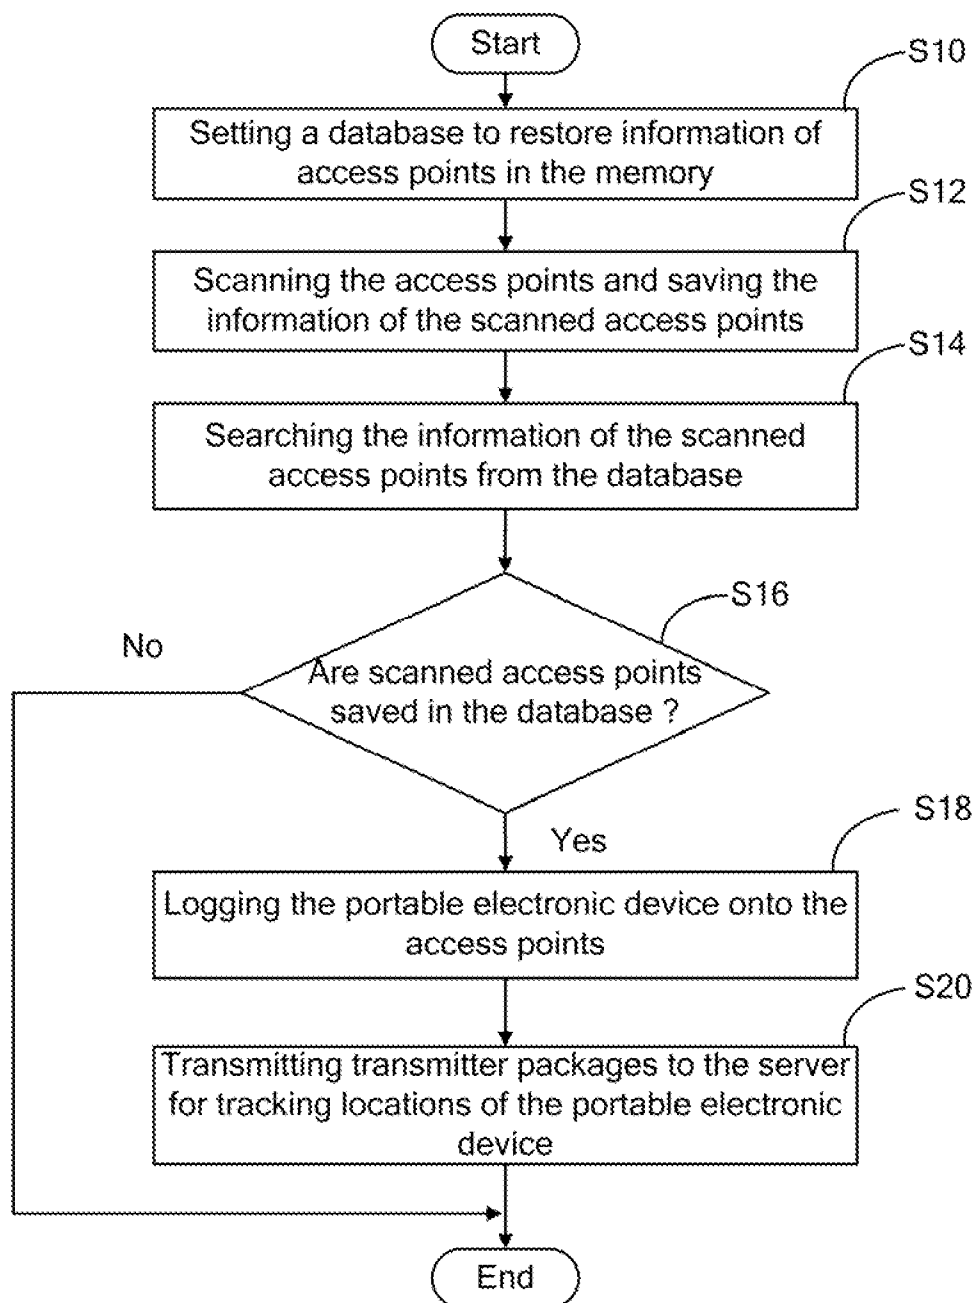 Start
S10
Setting a database to restore information of
access points in the memory
S12
Scanning the access points and saving the
information of the scanned access points
S14
Searching the information of the scanned
access points from the database
S16
No
Are scanned access points
saved in the database ?
S18
Yes
Logging the portable electronic device onto the
access points
S20
Transmitting transmitter packages to the server
for tracking locations of the portable electronic
device
End